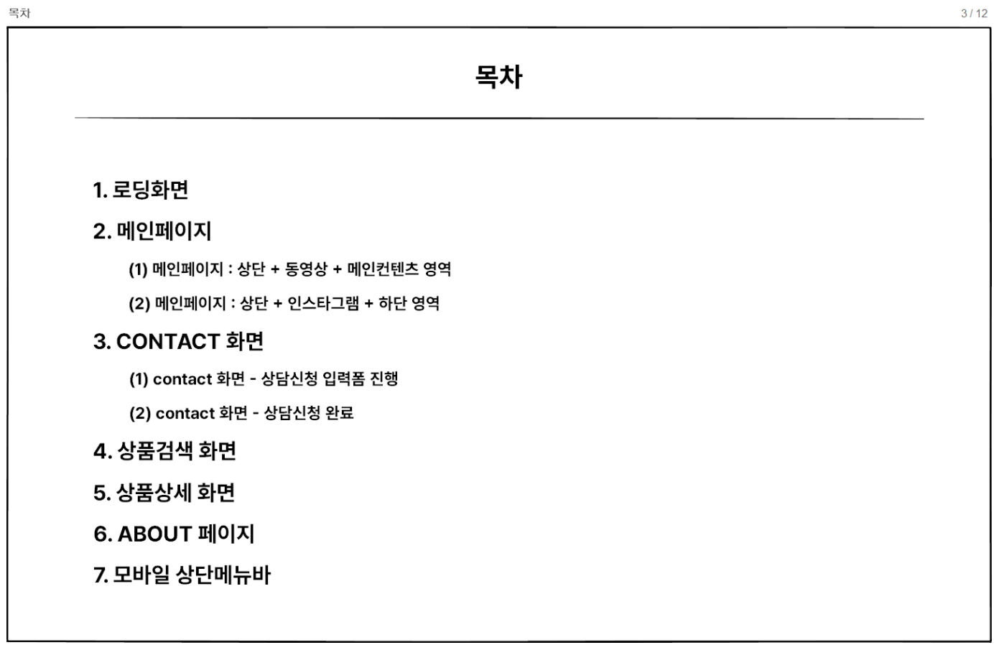 목차
3 / 12
목차
1. 로딩화면
2. 메인페이지
(1) 메인페이지 : 상단 + 동영상 + 메인컨텐츠 영역
(2) 메인페이지 : 상단 + 인스타그램 + 하단 영역
3. CONTACT 화면
(1) contact 화면 - 상담신청 입력폼 진행
(2) contact 화면 - 상담신청 완료
4. 상품검색 화면
5. 상품상세 화면
6. ABOUT 페이지
7. 모바일 상단메뉴바